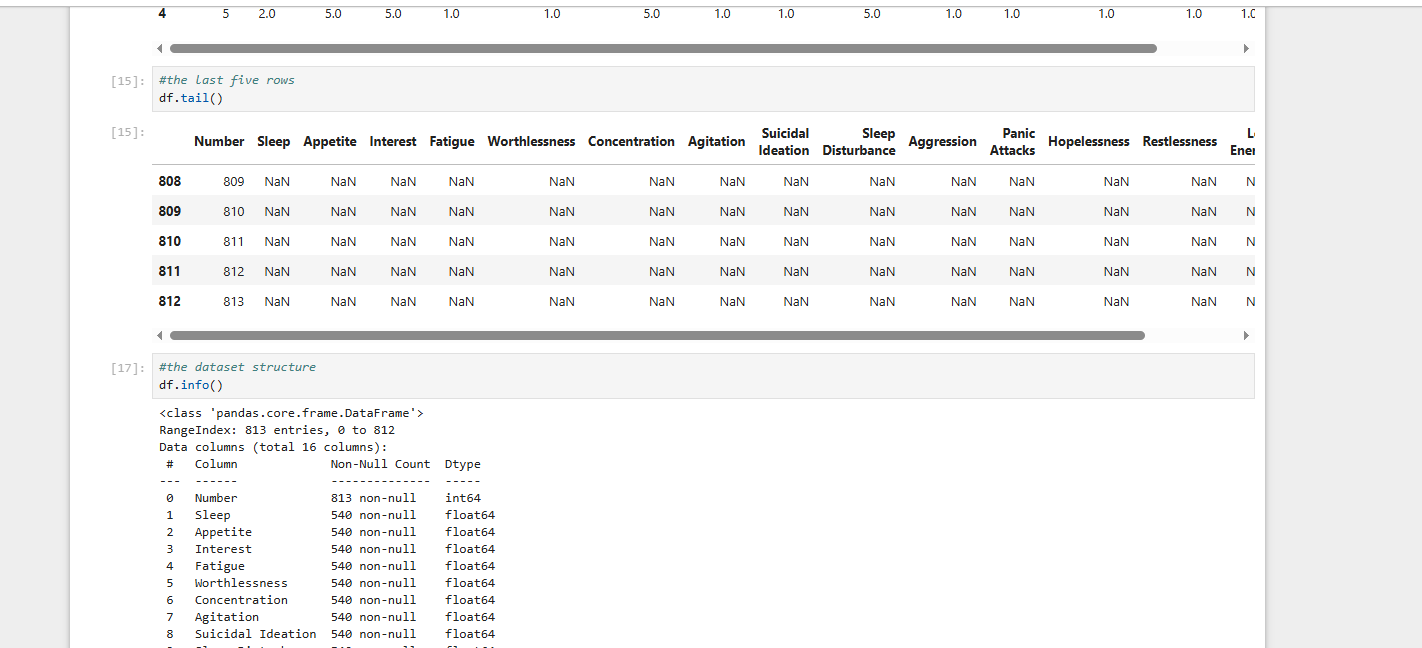 4 5 2.0 5.0 5.0 1.0 1.0 5.0 1.0 1.0 5.0 1.0 1.0 1.0 1.0 1.0
[15]: #the last five rows
df.tail()
[15]:
Number Sleep Appetite Interest Fatigue Worthlessness Concentration Agitation Suicidal Ideation Sleep Disturbance Aggression Panic Attacks Hopelessness Restlessness
808 809 NaN NaN NaN NaN NaN NaN NaN NaN NaN NaN NaN NaN NaN N
809 810 NaN NaN NaN NaN NaN NaN NaN NaN NaN NaN NaN NaN NaN N
810 811 NaN NaN NaN NaN NaN NaN NaN NaN NaN NaN NaN NaN NaN N
811 812 NaN NaN NaN NaN NaN NaN NaN NaN NaN NaN NaN NaN NaN N
812 813 NaN NaN NaN NaN NaN NaN NaN NaN NaN NaN NaN NaN NaN N
[17]: #the dataset structure
df.info()
<class 'pandas.core.frame.DataFrame'>
RangeIndex: 813 entries, 0 to 812
Data columns (total 16 columns):
# Column Non-Null Count Dtype
--- ------ -------------- -----
0 Number 813 non-null int64
1 Sleep 540 non-null float64
2 Appetite 540 non-null float64
3 Interest 540 non-null float64
4 Fatigue 540 non-null float64
5 Worthlessness 540 non-null float64
6 Concentration 540 non-null float64
7 Agitation 540 non-null float64
8 Suicidal Ideation 540 non-null float64